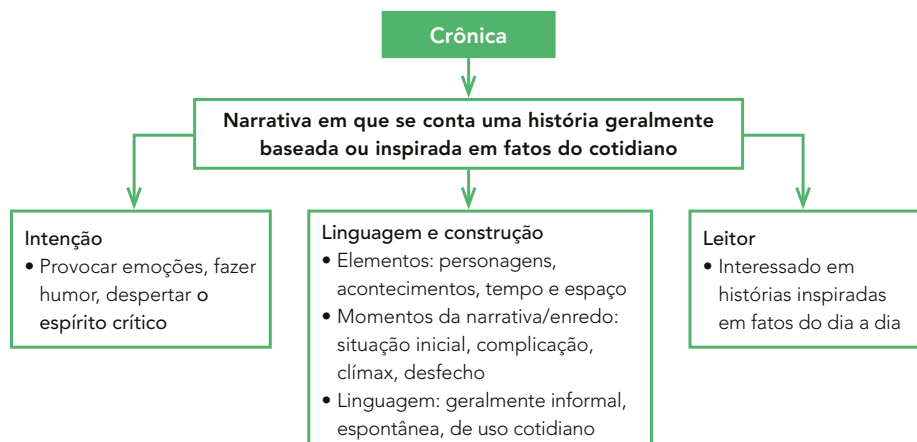 Crônica
Narrativa em que se conta uma história geralmente
baseada ou inspirada em fatos do cotidiano
Intenção
• Provocar emoções, fazer
humor, despertar o
espírito crítico
Linguagem e construção
• Elementos: personagens,
acontecimentos, tempo e espaço
• Momentos da narrativa/enredo:
situação inicial, complicação,
clímax, desfecho
• Linguagem: geralmente informal,
espontânea, de uso cotidiano
Leitor
• Interessado em
histórias inspiradas
em fatos do dia a dia